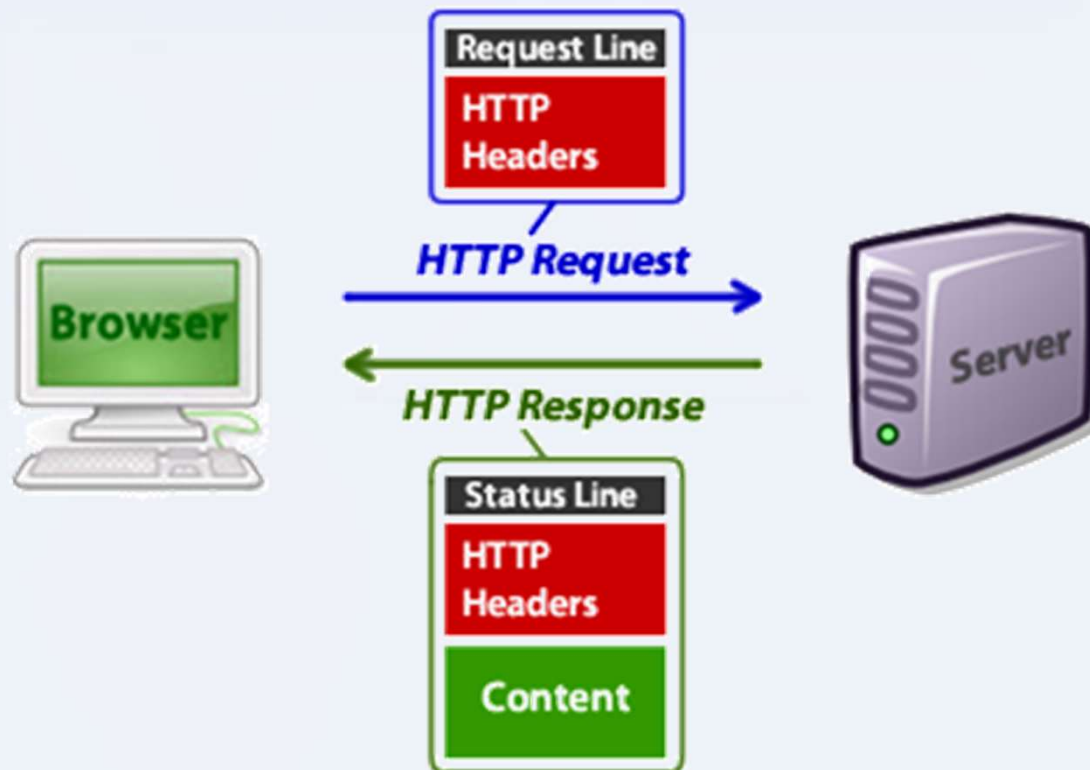 Request Line
HTTP
Headers
HTTP Request
Browser
Server
HTTP Response
Status Line
HTTP
Headers
Content